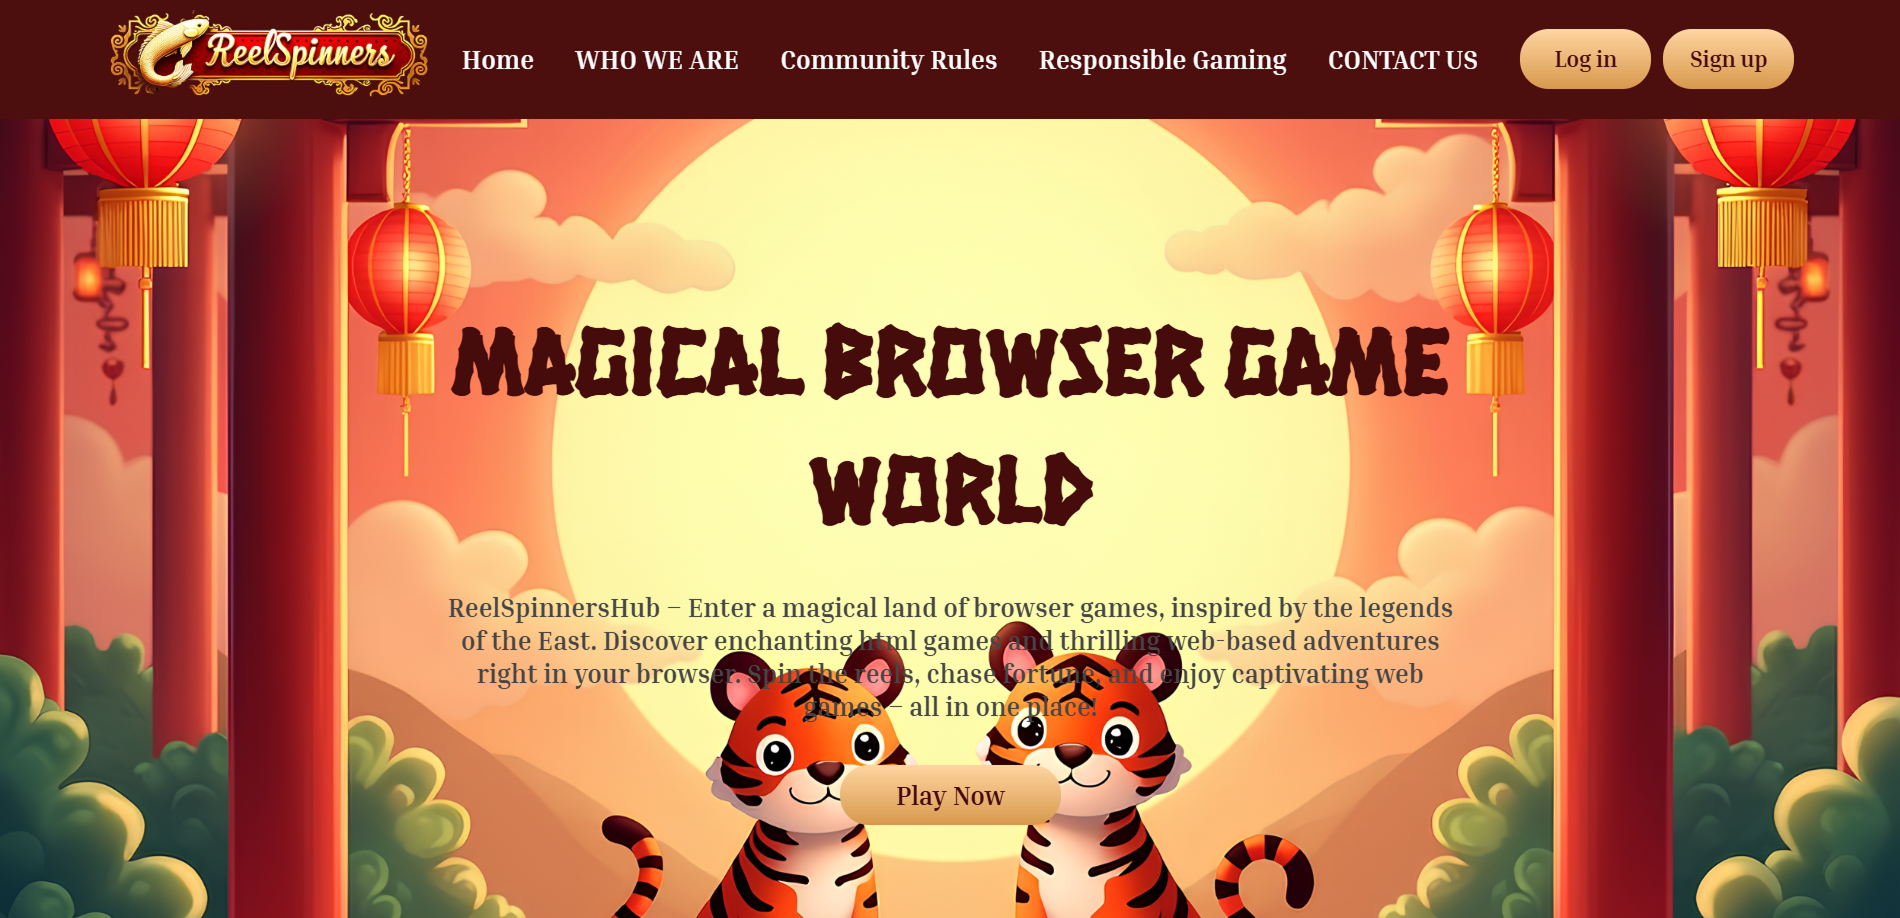 ReelSpinners
Home WHO WE ARE Community Rules Responsible Gaming CONTACT US Log in Sign up
MAGICAL BROWSER GAME
WORLD
ReelSpinnersHub – Enter a magical land of browser games, inspired by the legends
of the East. Discover enchanting html games and thrilling web-based adventures
right in your browser. Spin the reels, chase fortune, and enjoy captivating web
games – all in one place!
Play Now